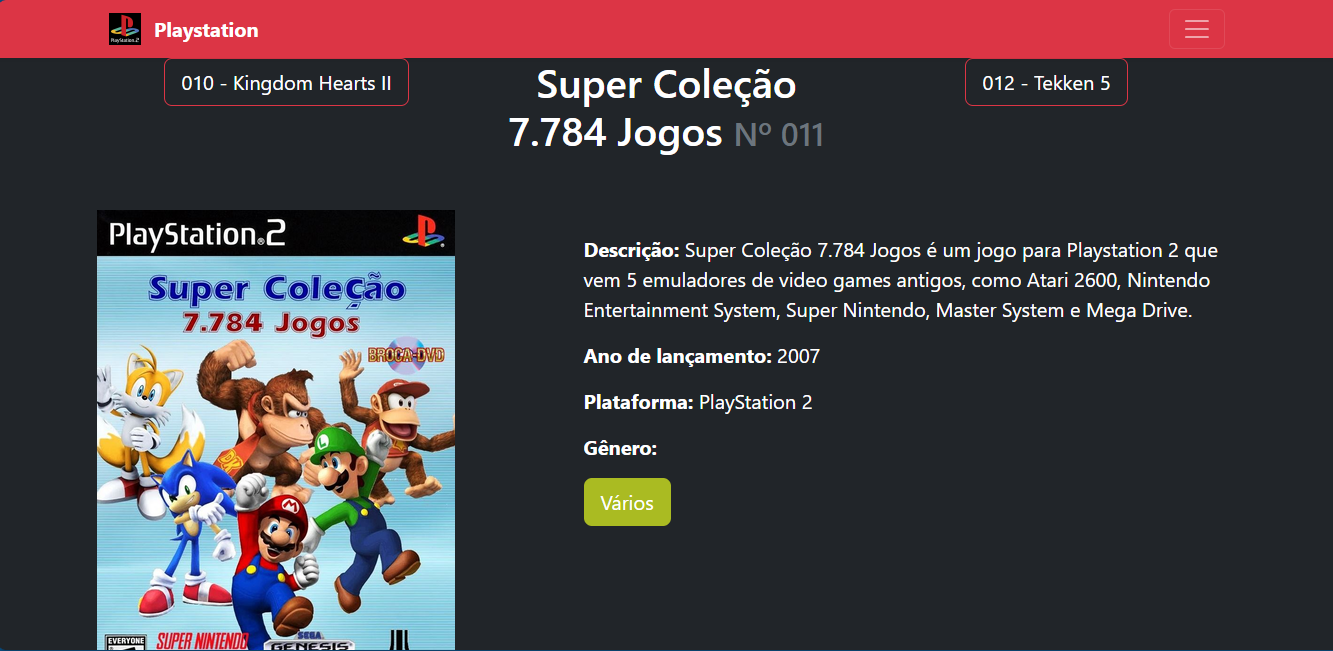 Playstation
010 - Kingdom Hearts II
Super Coleção
7.784 Jogos Nº 011
012 - Tekken 5
PlayStation®2
Super Coleção
7.784 Jogos
BROCA-DVD
DK
L
M
EVERYONE
SUPER NINTENDO
SEGA
GENESIS
Descrição: Super Coleção 7.784 Jogos é um jogo para Playstation 2 que
vem 5 emuladores de video games antigos, como Atari 2600, Nintendo
Entertainment System, Super Nintendo, Master System e Mega Drive.
Ano de lançamento: 2007
Plataforma: PlayStation 2
Gênero:
Vários